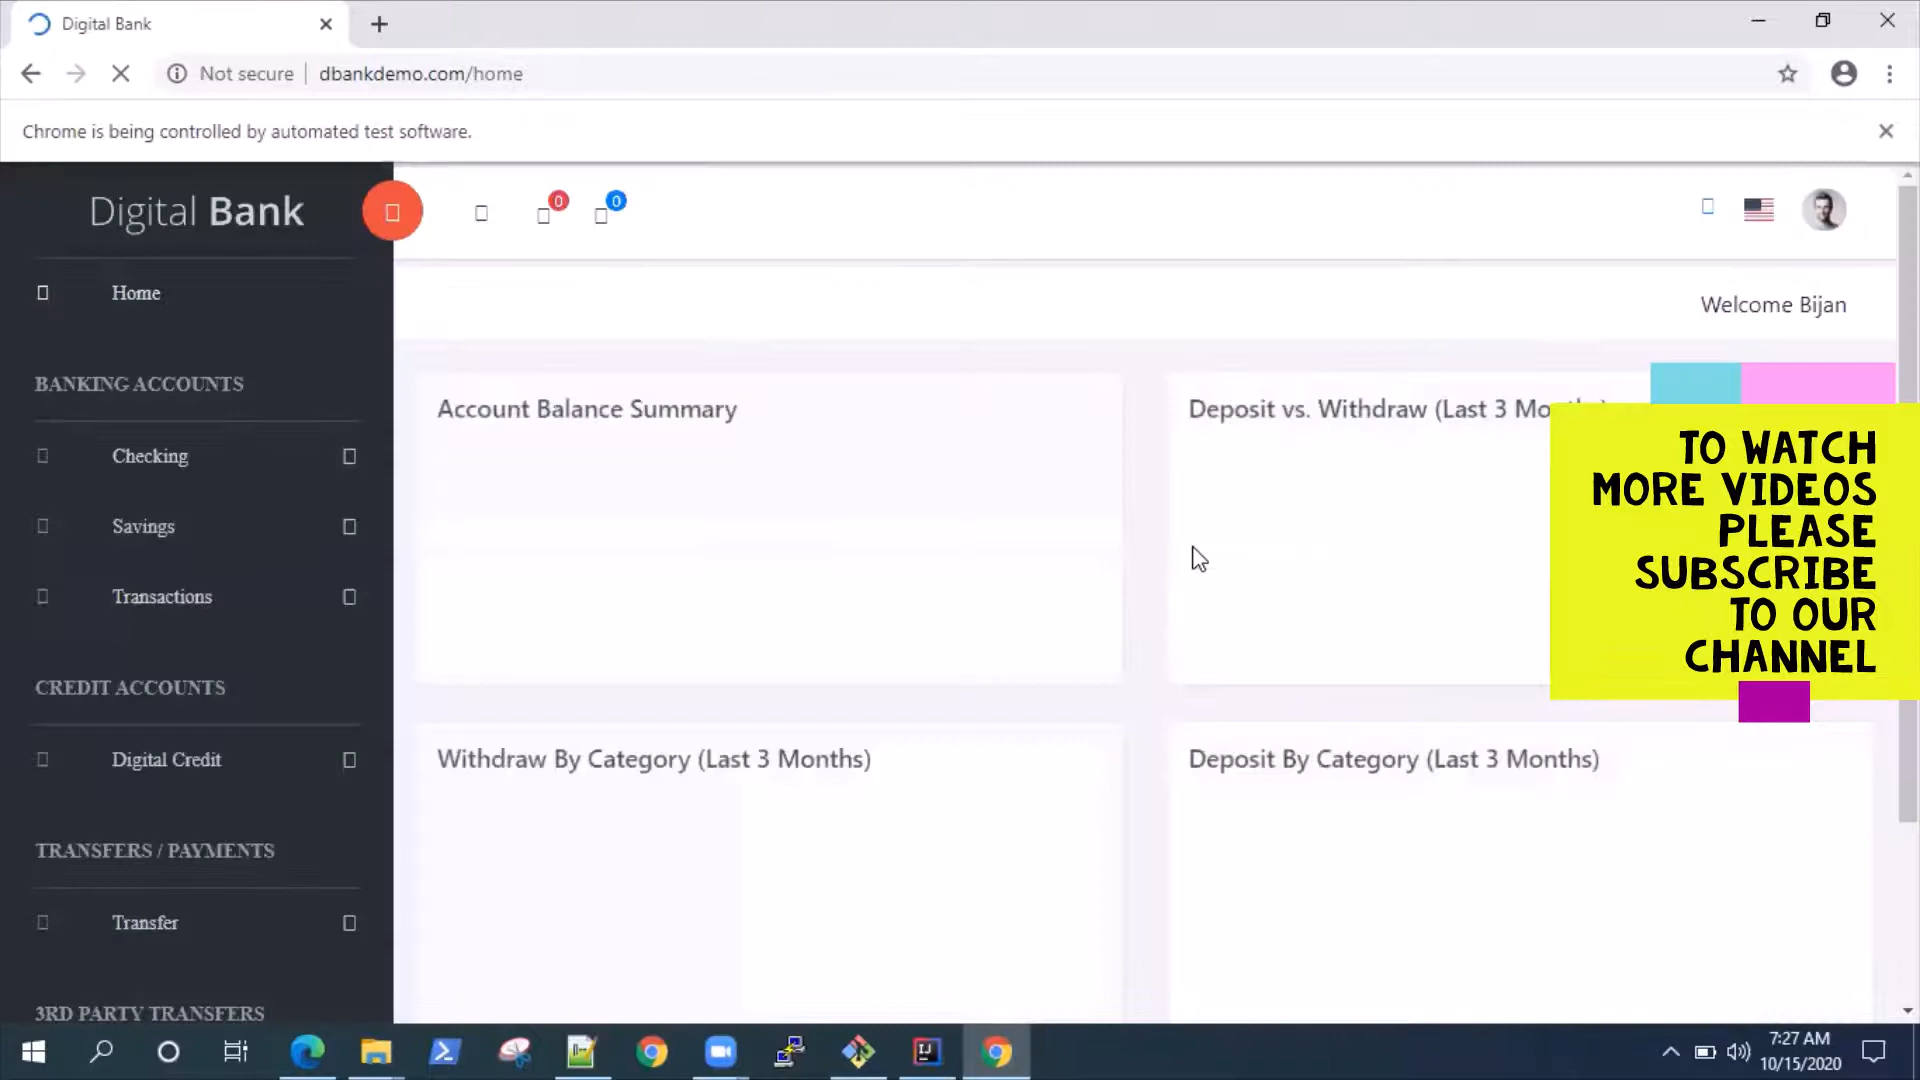 Digital Bank
Not secure
dbankdemo.com/home
Chrome is being controlled by automated test software.
Digital Bank
0
0
Home
Welcome Bijan
BANKING ACCOUNTS
Checking
Savings
Transactions
CREDIT ACCOUNTS
Digital Credit
TRANSFERS / PAYMENTS
Transfer
3RD PARTY TRANSFERS
Account Balance Summary
Deposit vs. Withdraw (Last 3 Mo
Withdraw By Category (Last 3 Months)
Deposit By Category (Last 3 Months)
TO WATCH
MORE VIDEOS
PLEASE
SUBSCRIBE
TO OUR
CHANNEL
IJ
7:27 AM
10/15/2020